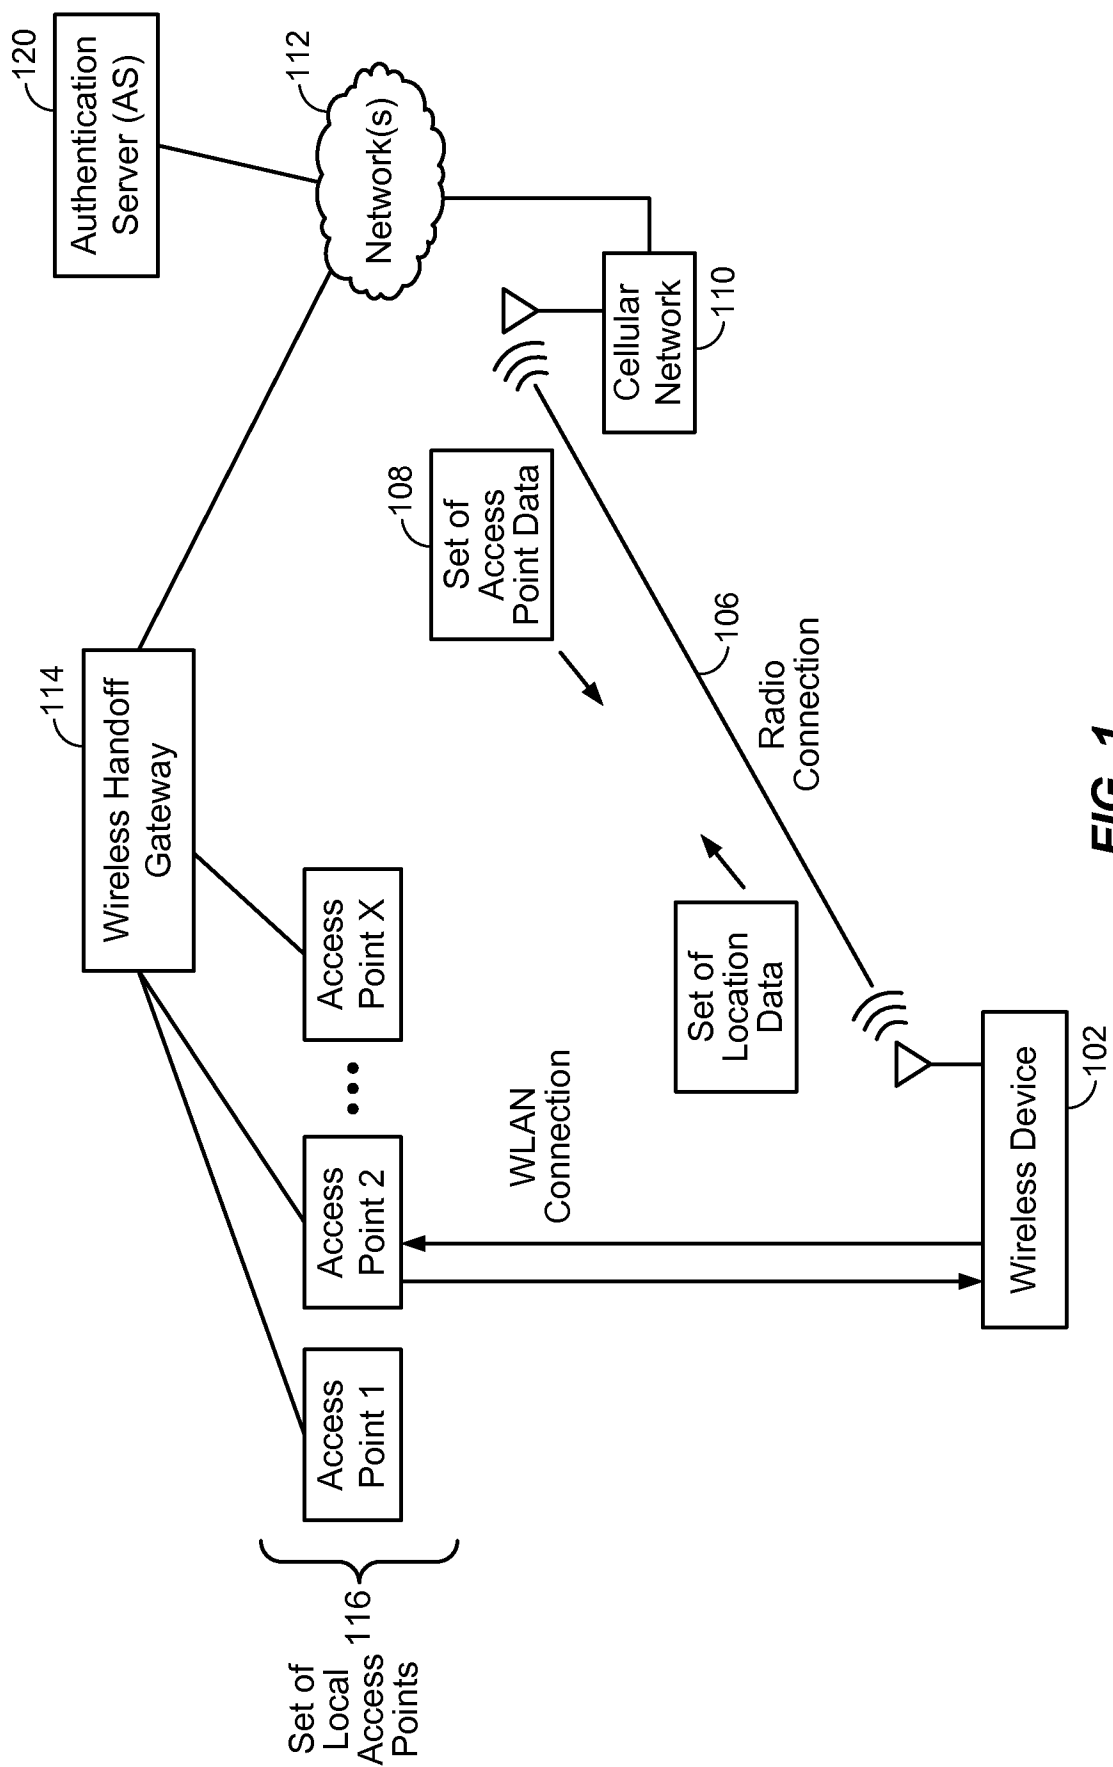 120
Authentication
Server (AS)
112
Network(s)
114
Wireless Handoff
Gateway
Cellular
Network
110
108
Set of
Access
Point Data
106
Radio
Connection
Access
Point X
Access
Point 2
Access
Point 1
Set of
Local
Access
Points
116
WLAN
Connection
Set of
Location
Data
Wireless Device
102
FIG. 1